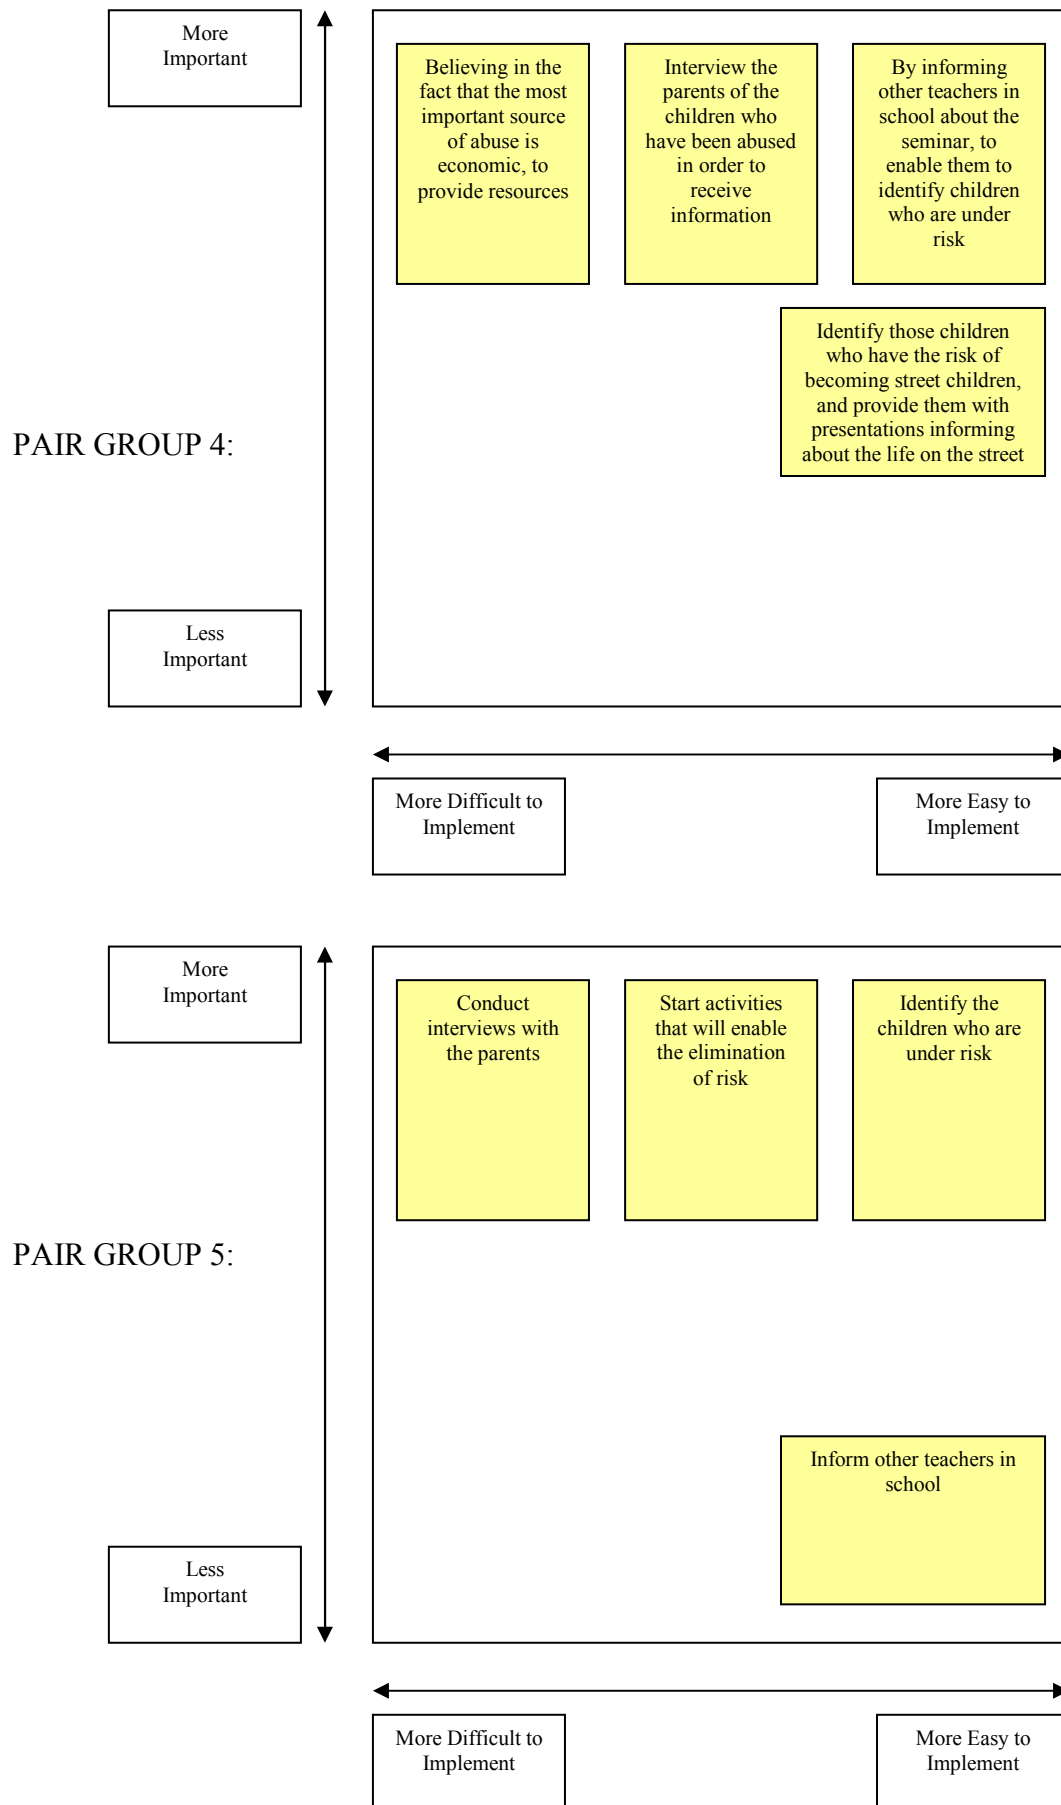 More
Important
Believing in the
fact that the most
important source
of abuse is
economic, to
provide resources
Interview the
parents of the
children who
have been abused
in order to
receive
information
By informing
other teachers in
school about the
seminar, to
enable them to
identify children
who are under
risk
Identify those children
who have the risk of
becoming street children,
and provide them with
presentations informing
about the life on the street
PAIR GROUP 4:
Less
Important
More Difficult to
Implement
More Easy to
Implement
More
Important
Conduct
interviews with
the parents
Start activities
that will enable
the elimination
of risk
Identify the
children who are
under risk
PAIR GROUP 5:
Inform other teachers in
school
Less
Important
More Difficult to
Implement
More Easy to
Implement